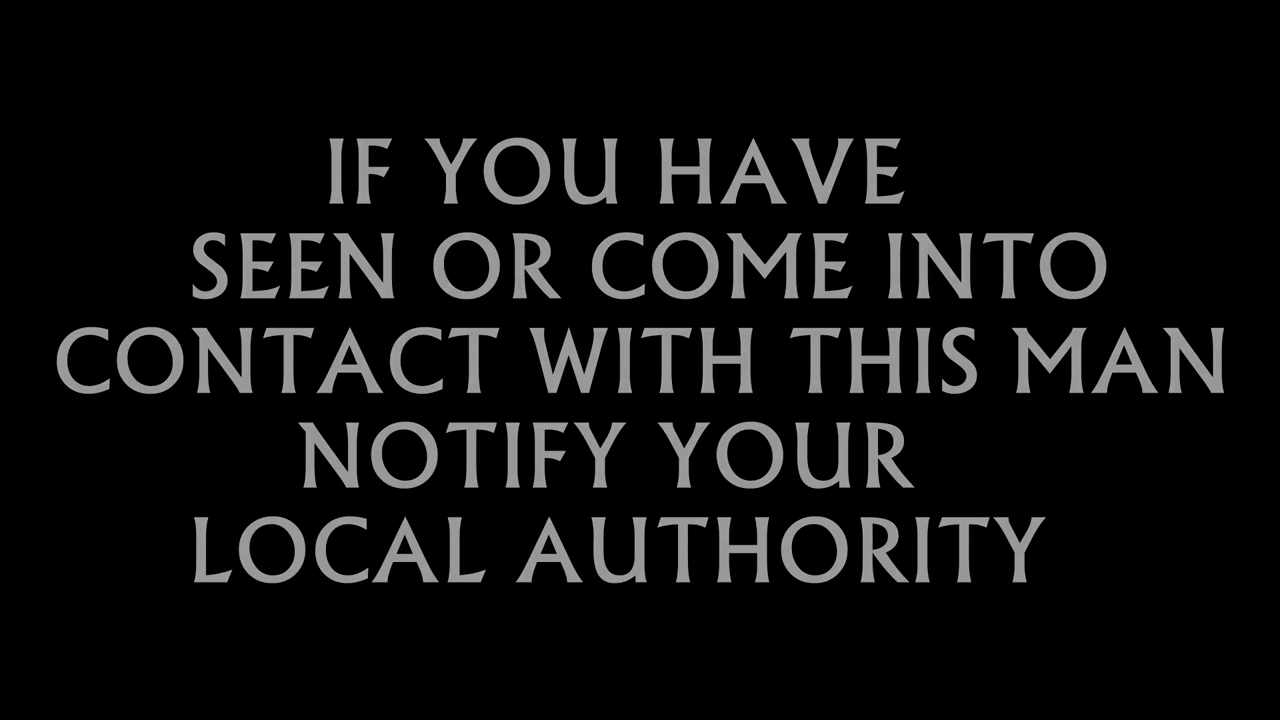 IF YOU HAVE
SEEN OR COME INTO
CONTACT WITH THIS MAN
NOTIFY YOUR
LOCAL AUTHORITY